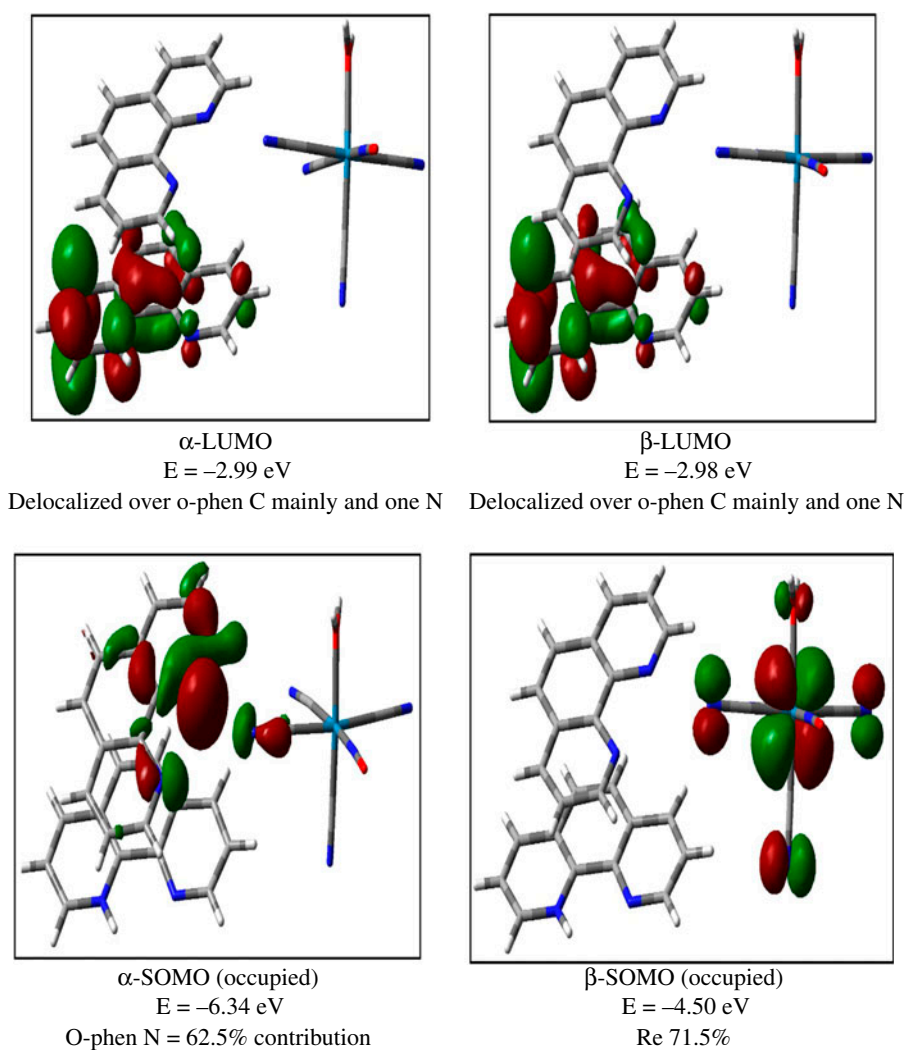 α-LUMO
E = –2.99 eV
Delocalized over o-phen C mainly and one N
β-LUMO
E = –2.98 eV
Delocalized over o-phen C mainly and one N
α-SOMO (occupied)
E = –6.34 eV
O-phen N = 62.5% contribution
β-SOMO (occupied)
E = –4.50 eV
Re 71.5%